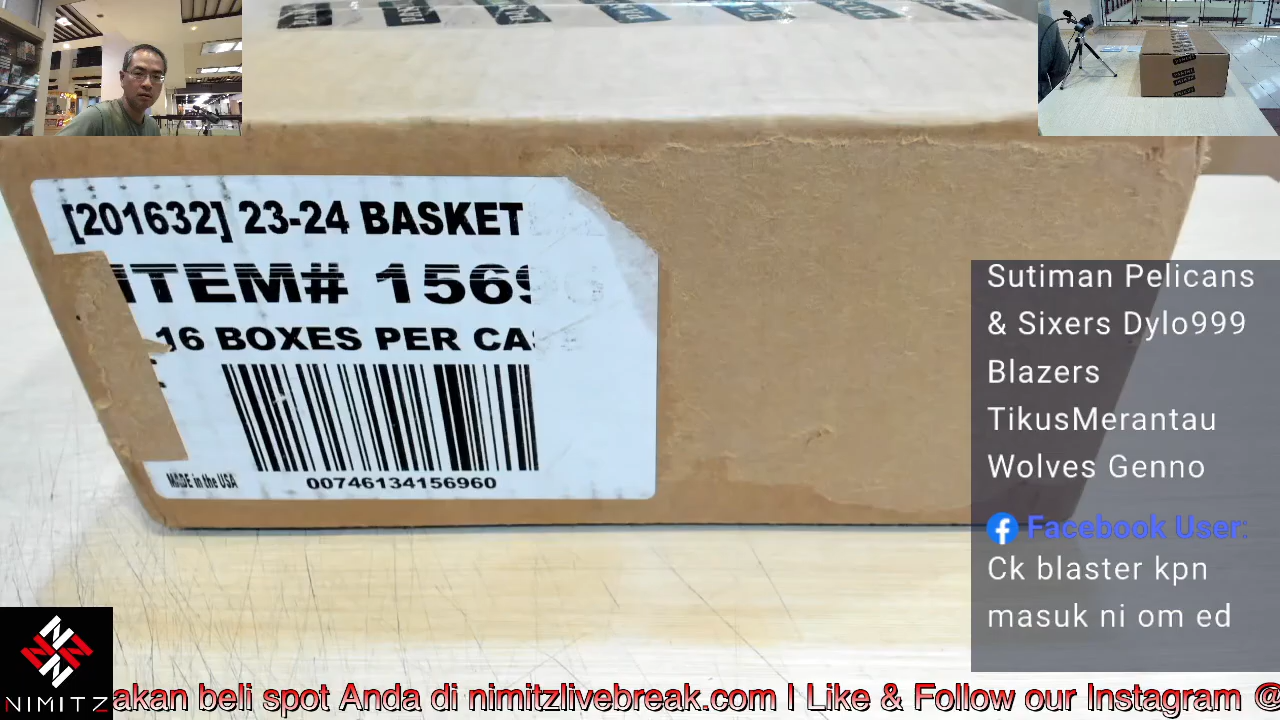 [201632] 23-24 BASKET
ITEM# 1569
16 BOXES PER CA
MADE in the USA
00746134156960
Sutiman Pelicans
& Sixers Dylo999
Blazers
TikusMerantau
Wolves Genno
Facebook User:
Ck blaster kpn
masuk ni om ed
NIMITZ
akan beli spot Anda di nimitzlivebreak.com I Like & Follow our Instagram @